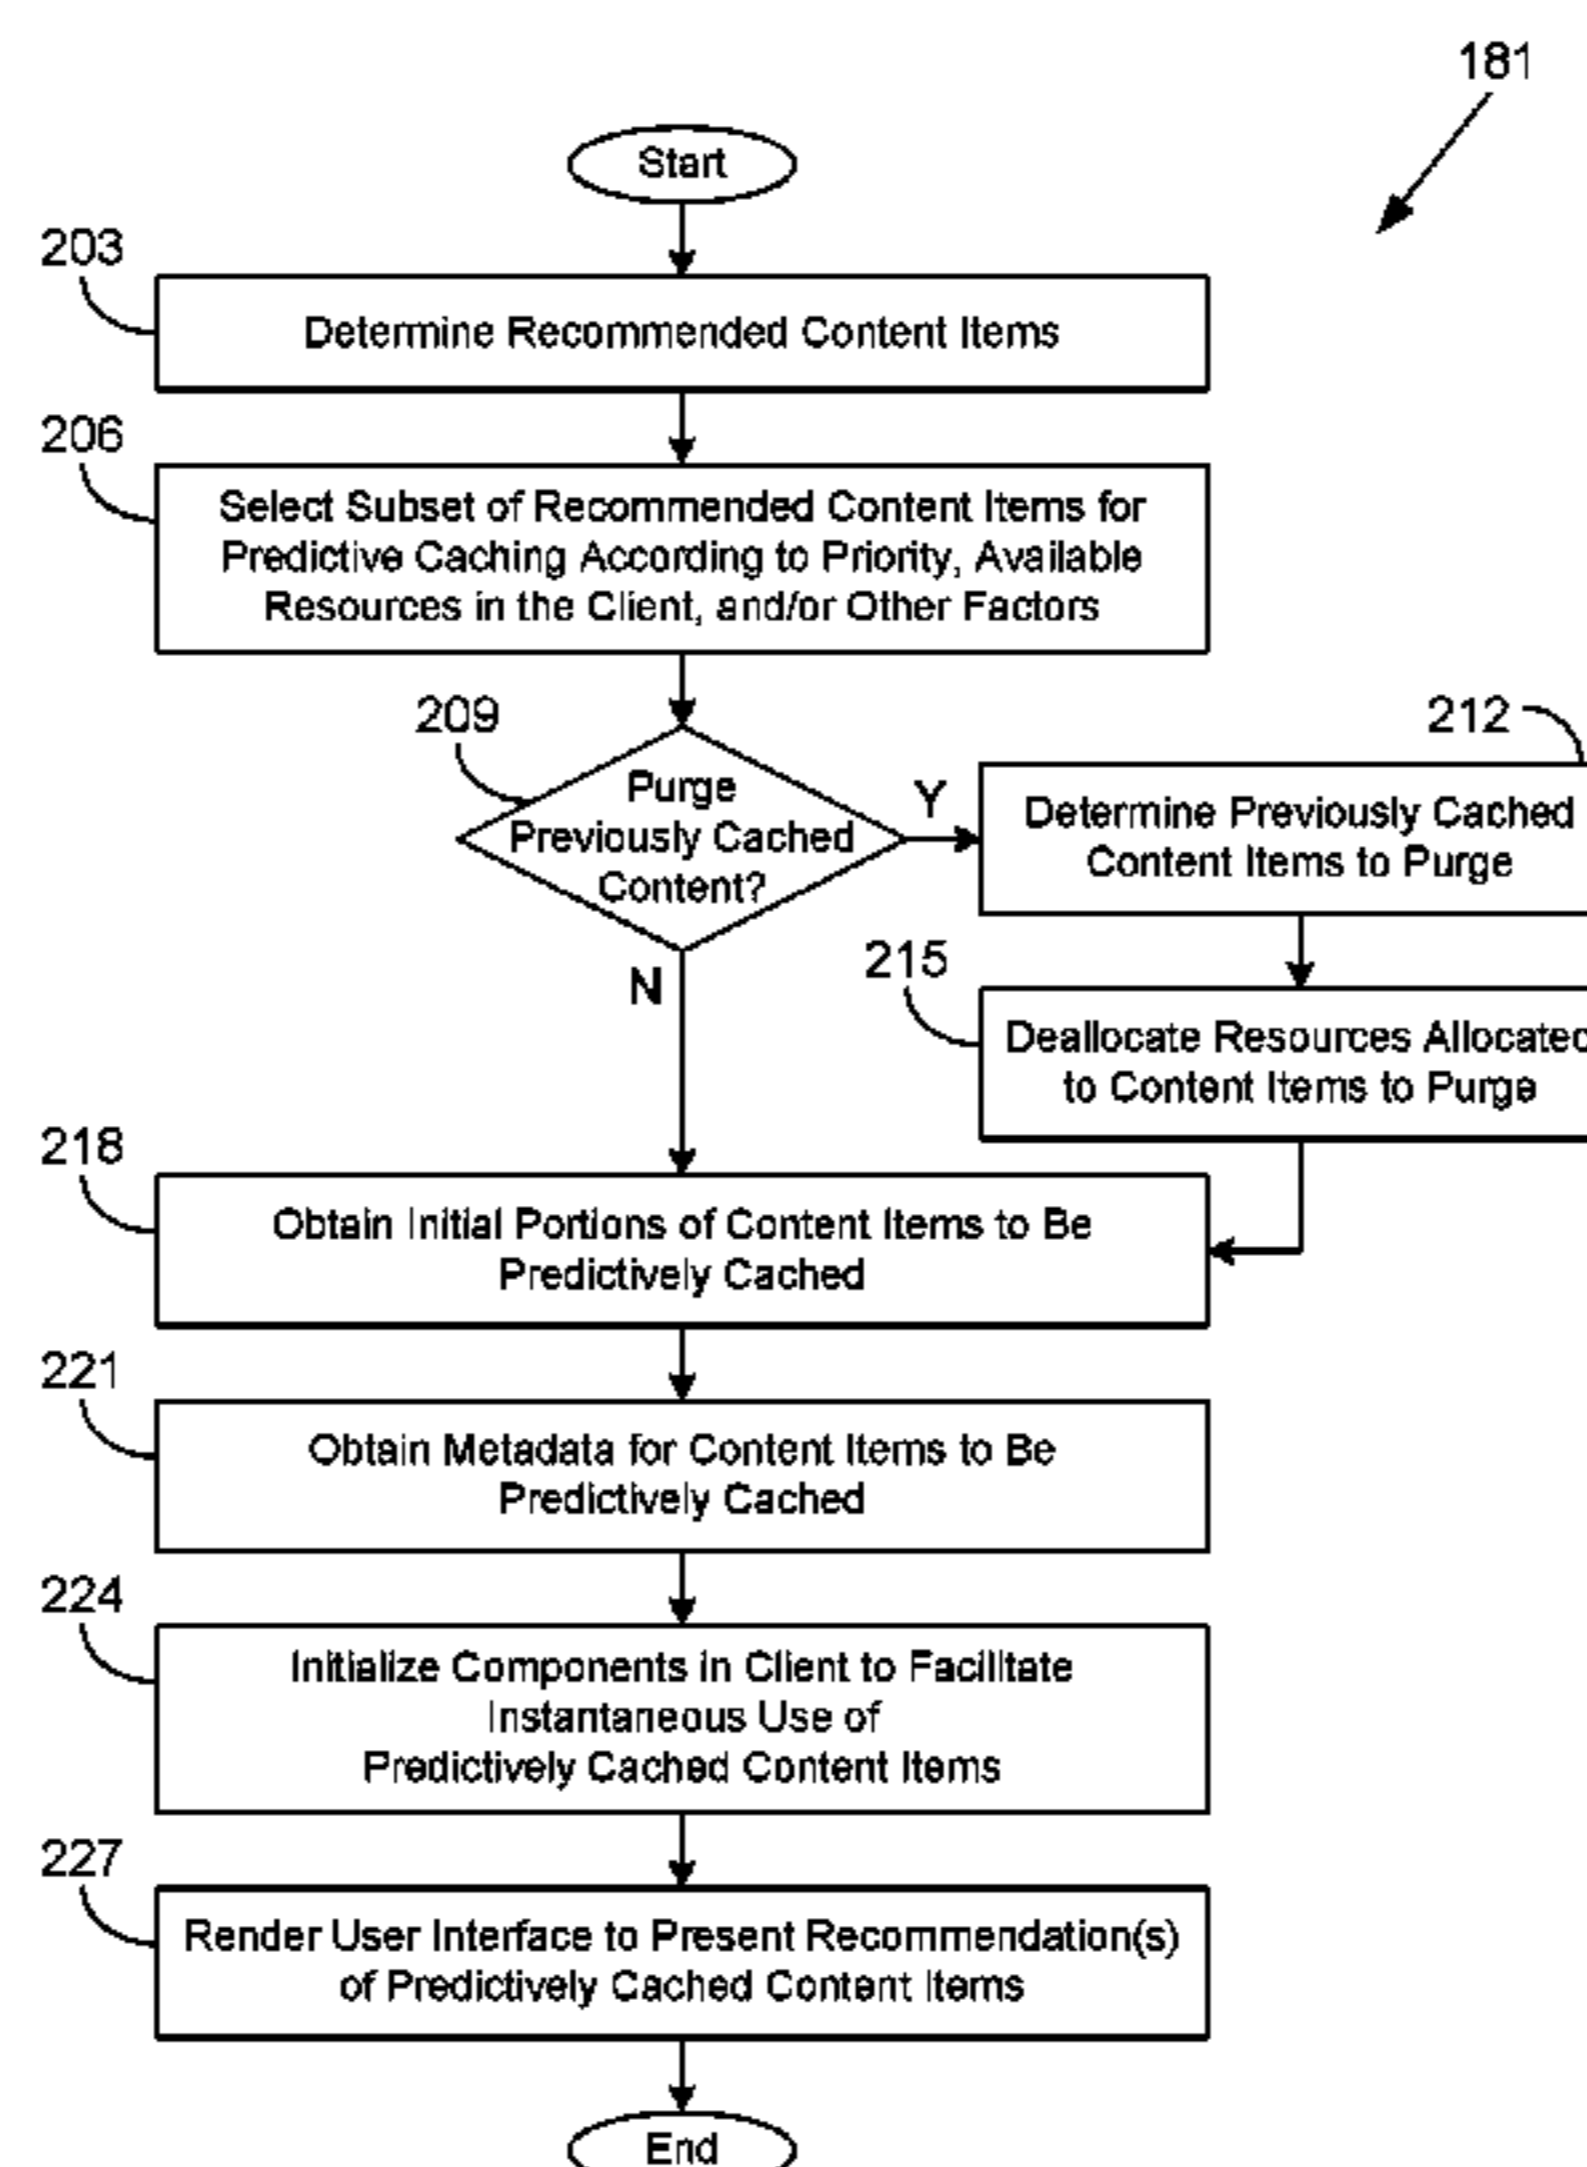 181
Start
203
Determine Recommended Content Items
206
Select Subset of Recommended Content Items for
Predictive Caching According to Priority, Available
Resources in the Client, and/or Other Factors
209
Purge
Previously Cached
Content?
Y
N
212
Determine Previously Cached
Content Items to Purge
215
Deallocate Resources Allocated
to Content Items to Purge
218
Obtain Initial Portions of Content Items to Be
Predictively Cached
221
Obtain Metadata for Content Items to Be
Predictively Cached
224
Initialize Components in Client to Facilitate
Instantaneous Use of
Predictively Cached Content Items
227
Render User Interface to Present Recommendation(s)
of Predictively Cached Content Items
End